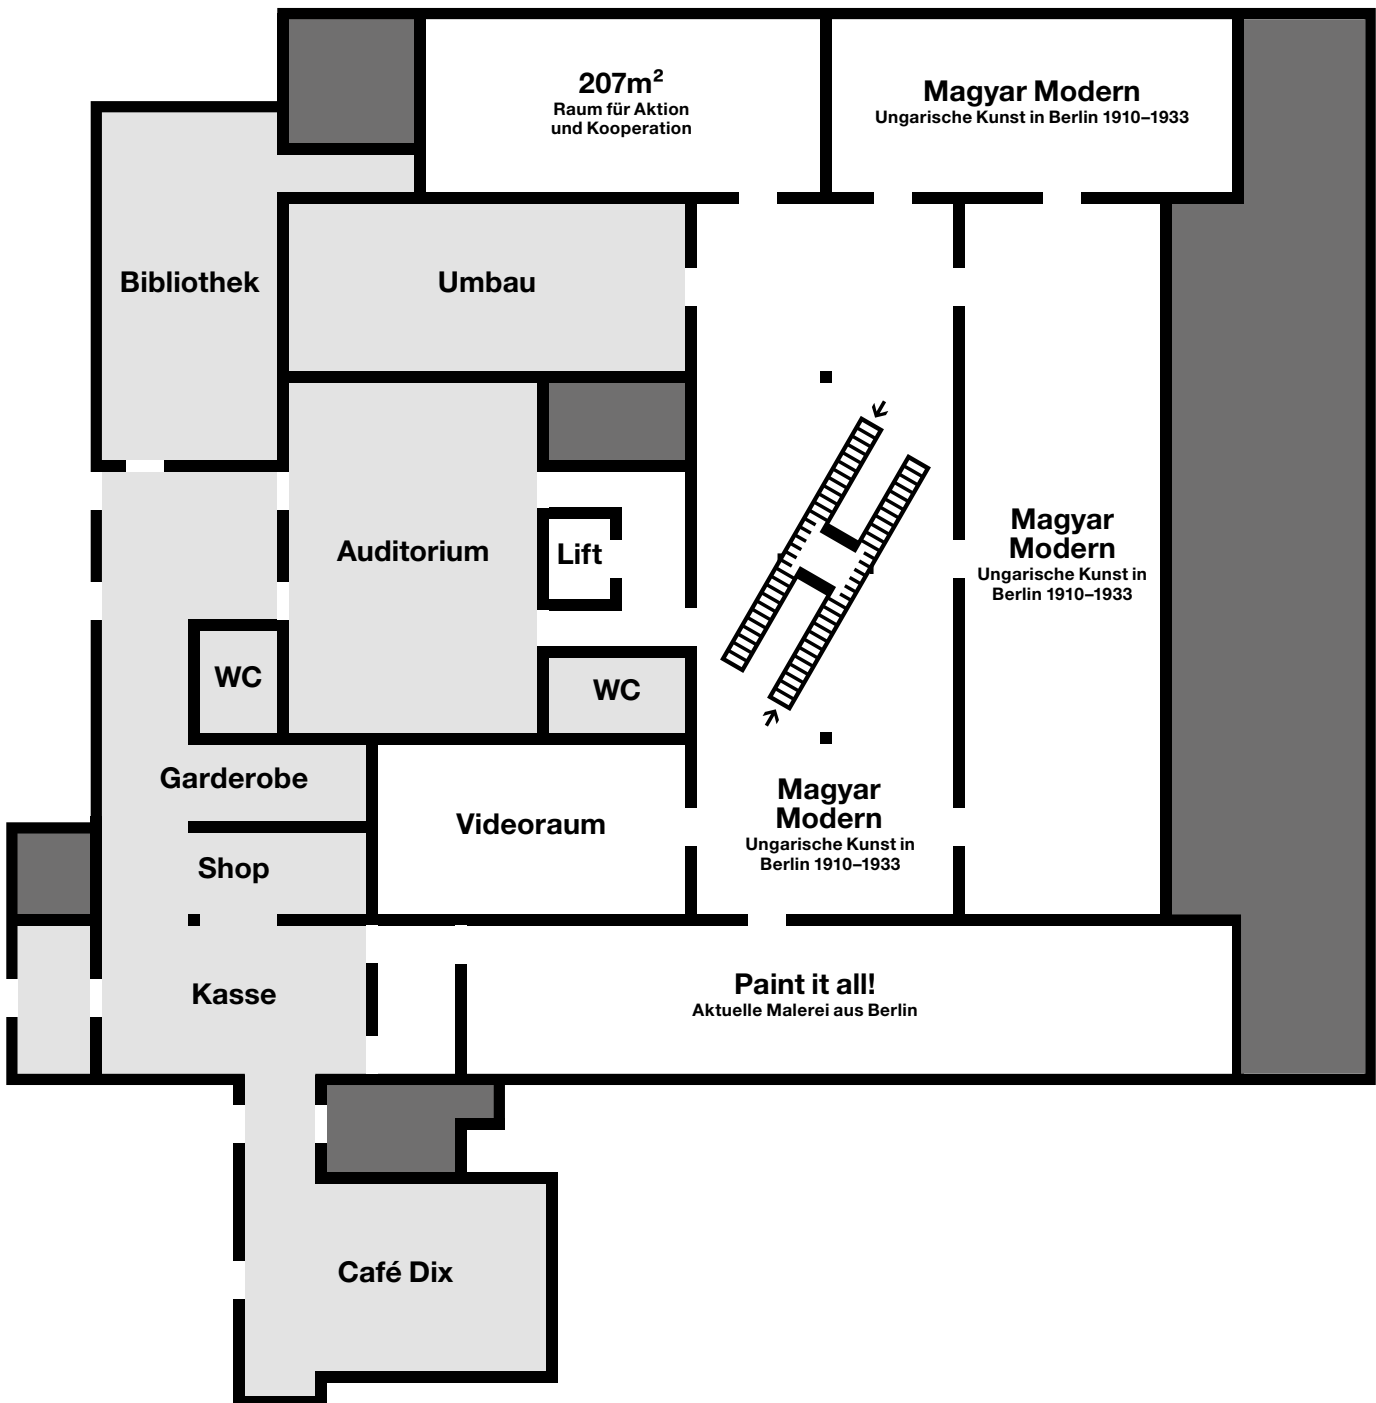 207m²
Raum für Aktion
und Kooperation
Magyar Modern
Ungarische Kunst in Berlin 1910–1933
Bibliothek
Umbau
Auditorium
Lift
Magyar
Modern
Ungarische Kunst in
Berlin 1910–1933
WC
WC
Garderobe
Videoraum
Magyar
Modern
Ungarische Kunst in
Berlin 1910–1933
Shop
Kasse
Paint it all!
Aktuelle Malerei aus Berlin
Café Dix